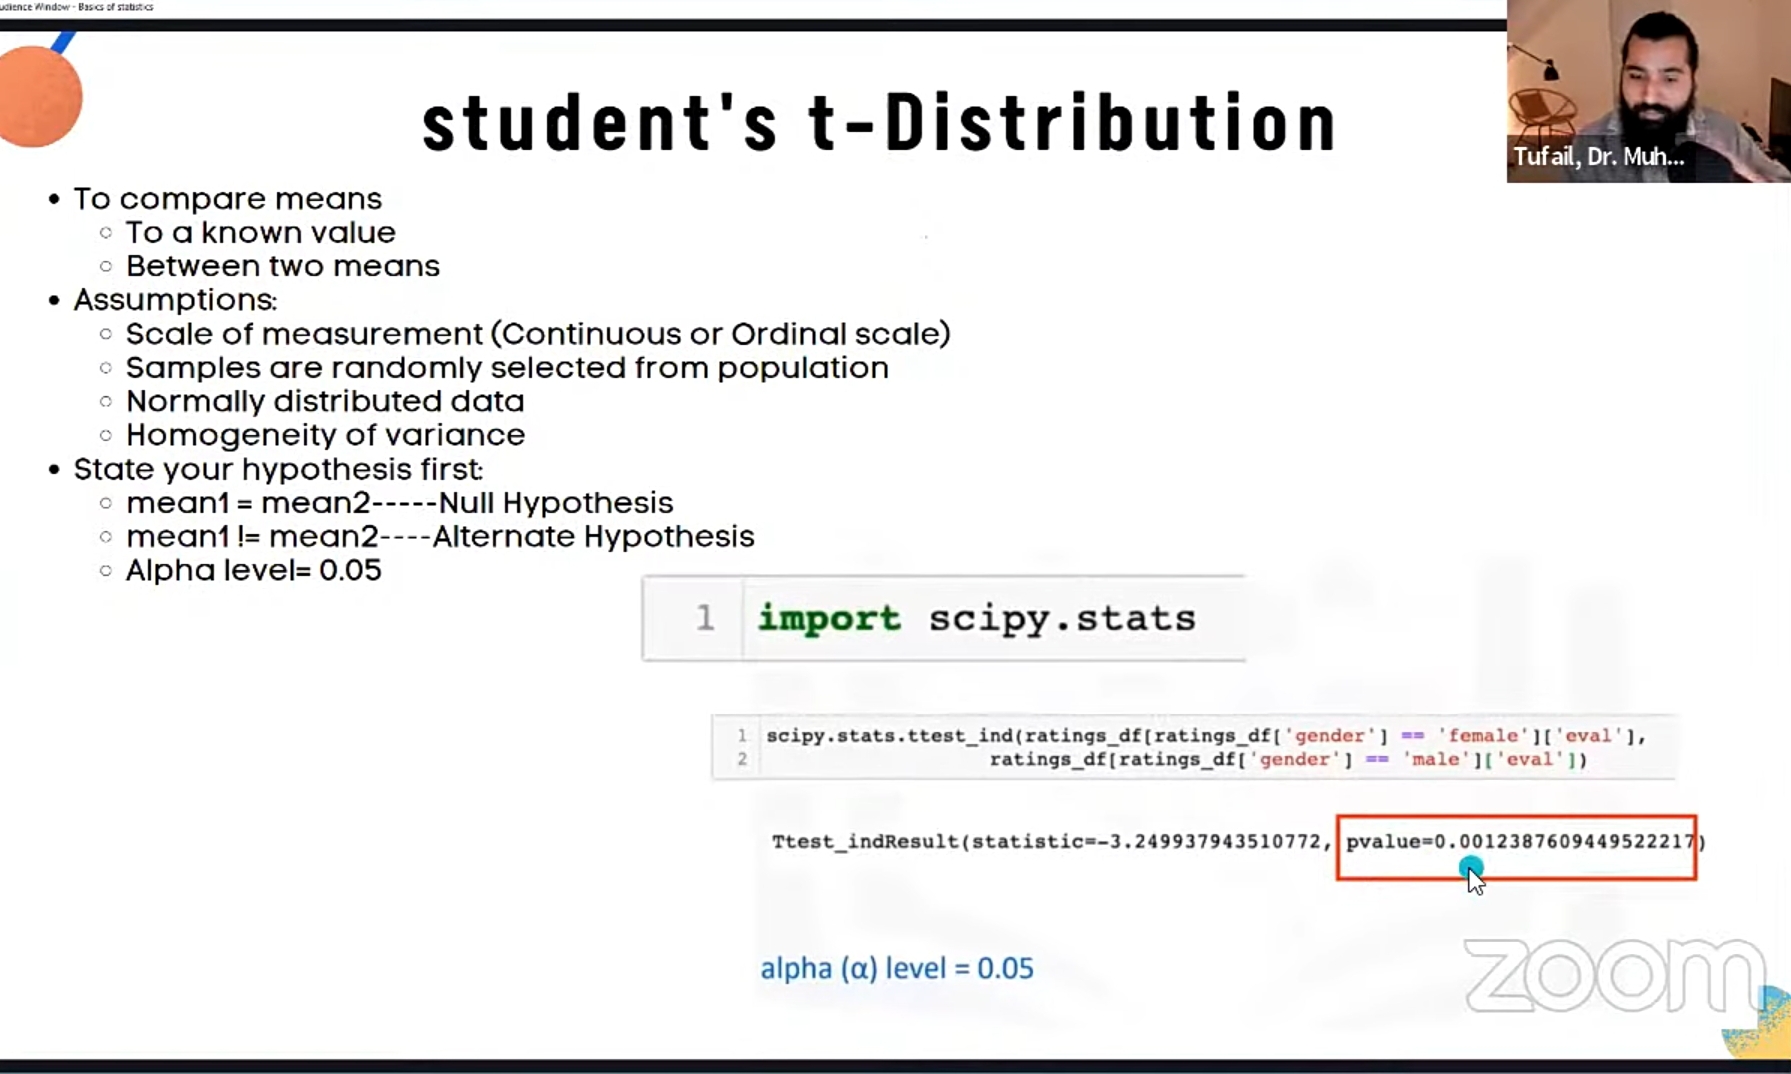 udience Window - Basics of statistics
student's t-Distribution
Tufail, Dr. Muh...
• To compare means
○ To a known value
○ Between two means
• Assumptions:
○ Scale of measurement (Continuous or Ordinal scale)
○ Samples are randomly selected from population
○ Normally distributed data
○ Homogeneity of variance
• State your hypothesis first:
○ mean1 = mean2-----Null Hypothesis
○ mean1 != mean2----Alternate Hypothesis
○ Alpha level= 0.05
1 import scipy.stats
1 scipy.stats.ttest_ind(ratings_df[ratings_df['gender'] == 'female']['eval'],
2 ratings_df[ratings_df['gender'] == 'male']['eval'])
Ttest_indResult(statistic=-3.249937943510772, pvalue=0.0012387609449522217)
alpha (α) level = 0.05
zoom